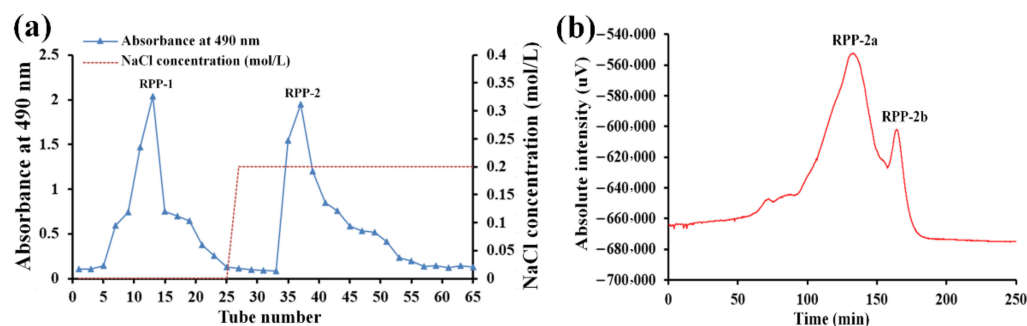 (a)
Absorbance at 490 nm
NaCl concentration (mol/L)
RPP-1
RPP-2
2.5
2
1.5
1
0.5
0
0.4
0.35
0.3
0.25
0.2
0.15
0.1
0.05
0
Absorbance at 490 nm
NaCl concentration (mol/L)
0 5 10 15 20 25 30 35 40 45 50 55 60 65
Tube number
(b)
RPP-2a
RPP-2b
−540·000
−560·000
−580·000
−600·000
−620·000
−640·000
−660·000
−680·000
−700·000
Absolute intensity (uV)
0 50 100 150 200 250
Time (min)